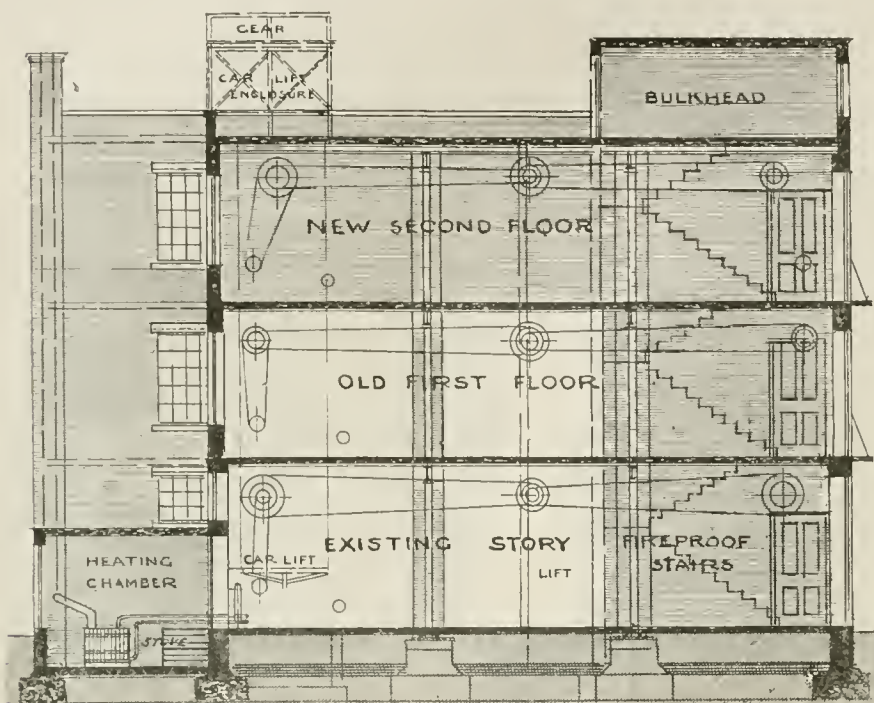 GEAR
CAR LIFT
ENCLOSURE
BULKHEAD
NEW SECOND FLOOR
OLD FIRST FLOOR
EXISTING STORY
FIREPROOF
STAIRS
CAR LIFT
LIFT
HEATING
CHAMBER
STOVE